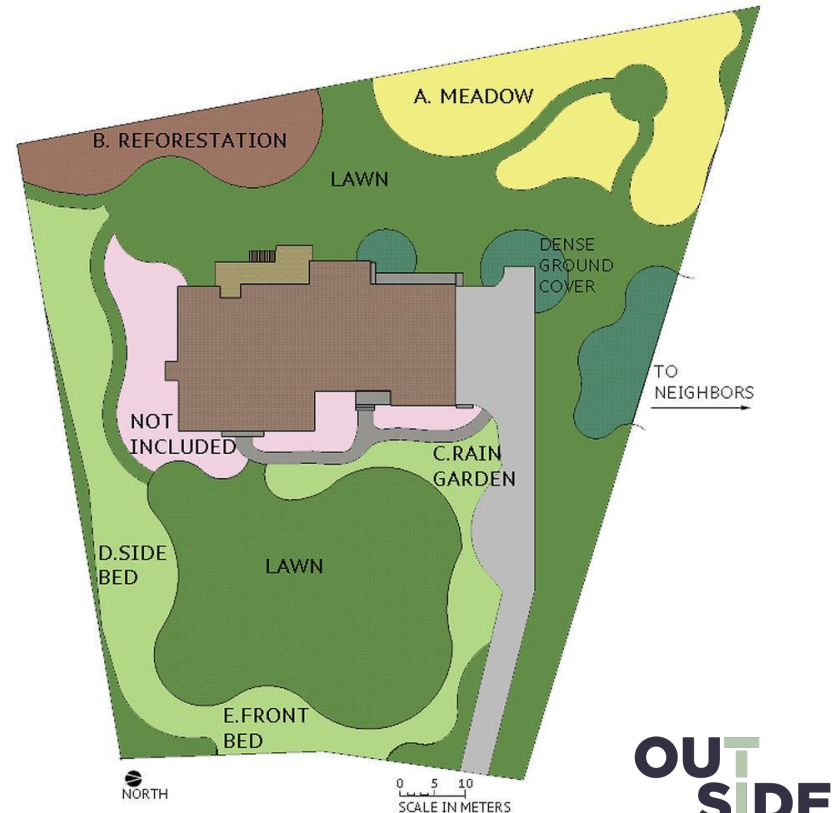 A. MEADOW
B. REFORESTATION
LAWN
DENSE
GROUND
COVER
TO
NEIGHBORS
NOT
INCLUDED
C.RAIN
GARDEN
D.SIDE
BED
LAWN
E.FRONT
BED
NORTH
0 5 10
SCALE IN METERS
OUT
SIDE